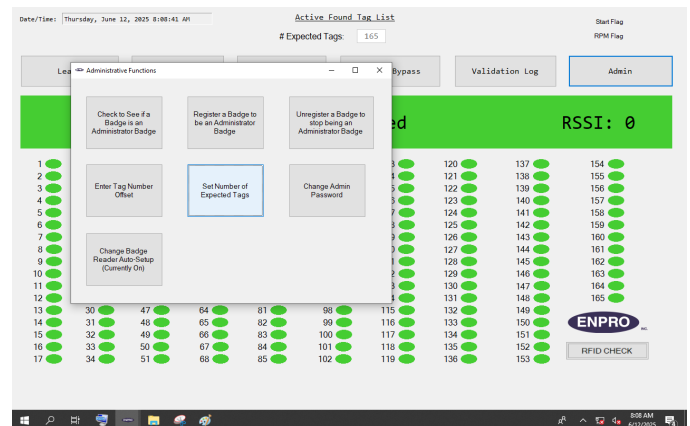 Date/Time: Thursday, June 12, 2025 8:08:41 AM
Active Found Tag List
# Expected Tags: 165
Start Flag
RPM Flag
Lea
Bypass
Validation Log
Admin
Administrative Functions
Check to See if a
Badge is an
Administrator Badge
Register a Badge to
be an Administrator
Badge
Unregister a Badge to
stop being an
Administrator Badge
Enter Tag Number
Offset
Set Number of
Expected Tags
Change Admin
Password
Change Badge
Reader Auto-Setup
(Currently On)
ed
RSSI: 0
1 120 137 154
2 121 138 155
3 122 139 156
4 123 140 157
5 124 141 158
6 125 142 159
7 126 143 160
8 127 144 161
9 128 145 162
10 129 146 163
11 130 147 164
12 131 148 165
13 30 47 64 81 98 115 132 149
14 31 48 65 82 99 116 133 150
15 32 49 66 83 100 117 134 151
16 33 50 67 84 101 118 135 152
17 34 51 68 85 102 119 136 153
ENPRO INC.
RFID CHECK
8:08 AM
6/12/2025
4